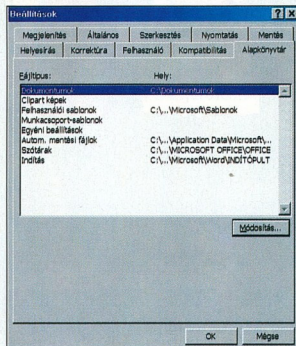 Beállítások
Megjelenítés Általános Szerkesztés Nyomtatás Mentés
Helyesírás Korrektúra Felhasználó Kompatibilitás Alapkönyvtár
Fájltípus: Hely:
Dokumentumok C:\Dokumentumok
Clipart képek
Felhasználói sablonok C:\...\Microsoft\Sablonok
Munkacsoport-sablonok
Egyéni beállítások
Autom. mentési fájlok C:\...\Application Data\Microsoft\...
Szótárak C:\...\MICROSOFT OFFICE\OFFICE
Indítás C:\...\Microsoft\Word\INDÍTÓPULT
Módosítás...
OK Mégse